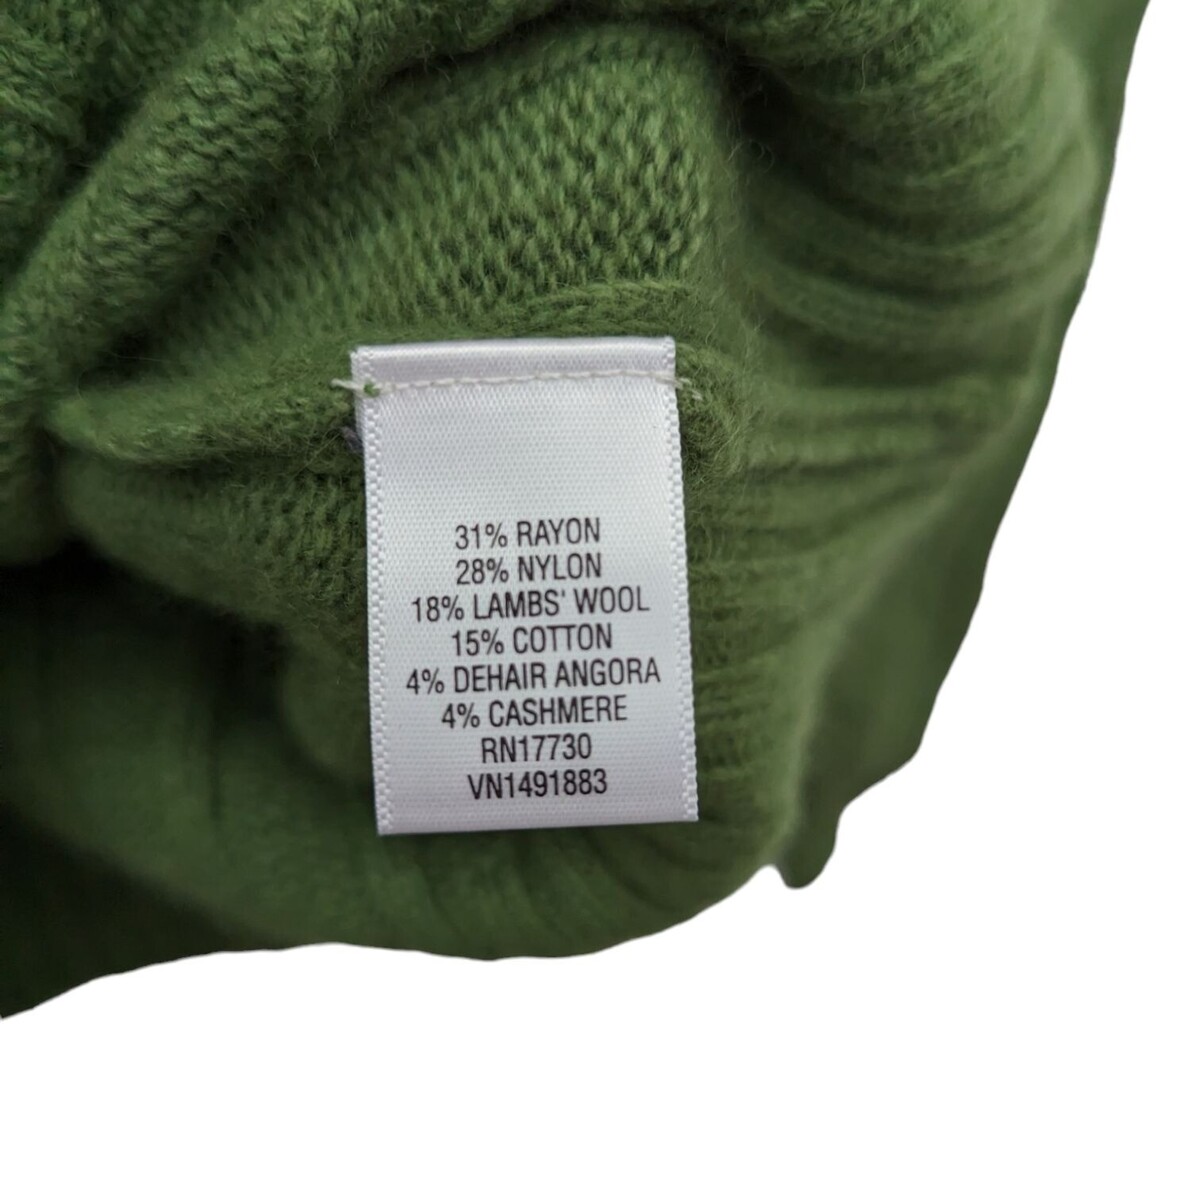 31% RAYON
28% NYLON
18% LAMBS' WOOL
15% COTTON
4% DEHAIR ANGORA
4% CASHMERE
RN17730
VN1491883